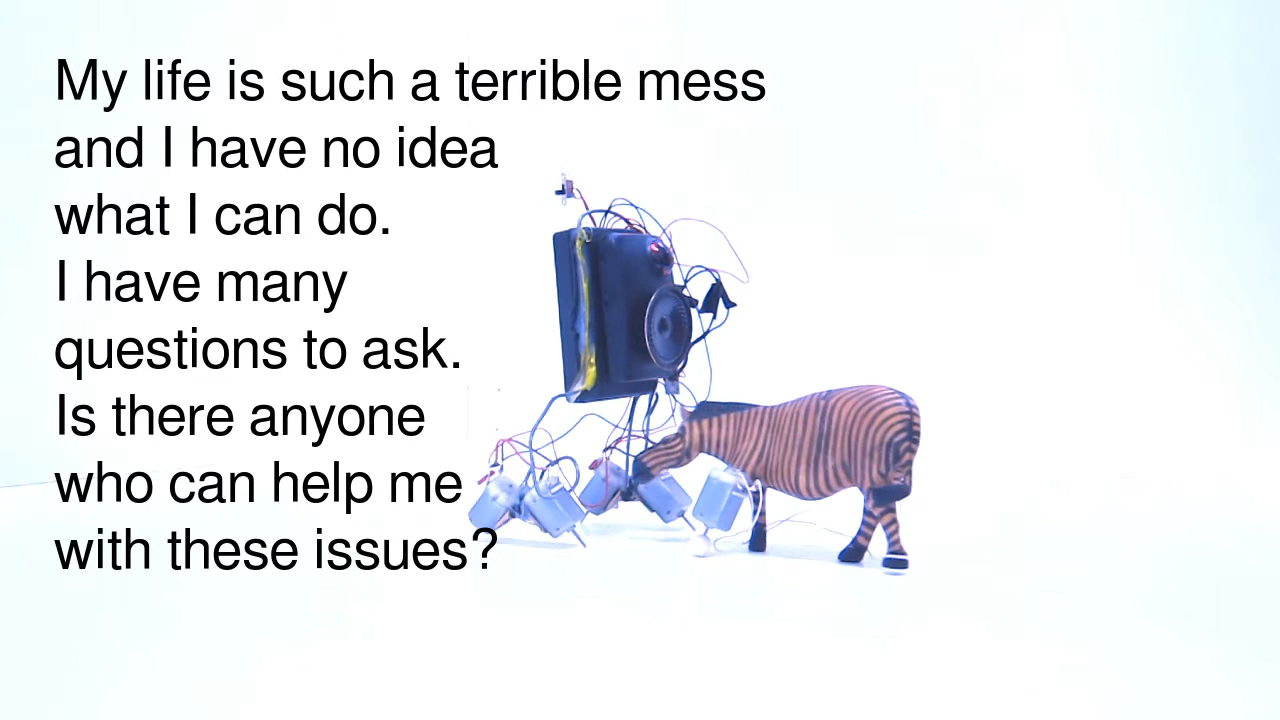 My life is such a terrible mess
and I have no idea
what I can do.
I have many
questions to ask.
Is there anyone
who can help me
with these issues?